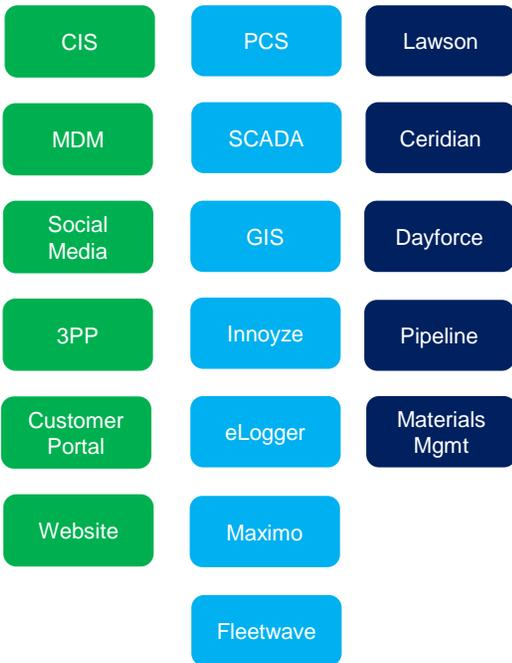 CIS
PCS
Lawson
MDM
SCADA
Ceridian
Social
Media
GIS
Dayforce
3PP
Innoyze
Pipeline
Customer
Portal
eLogger
Materials
Mgmt
Website
Maximo
Fleetwave